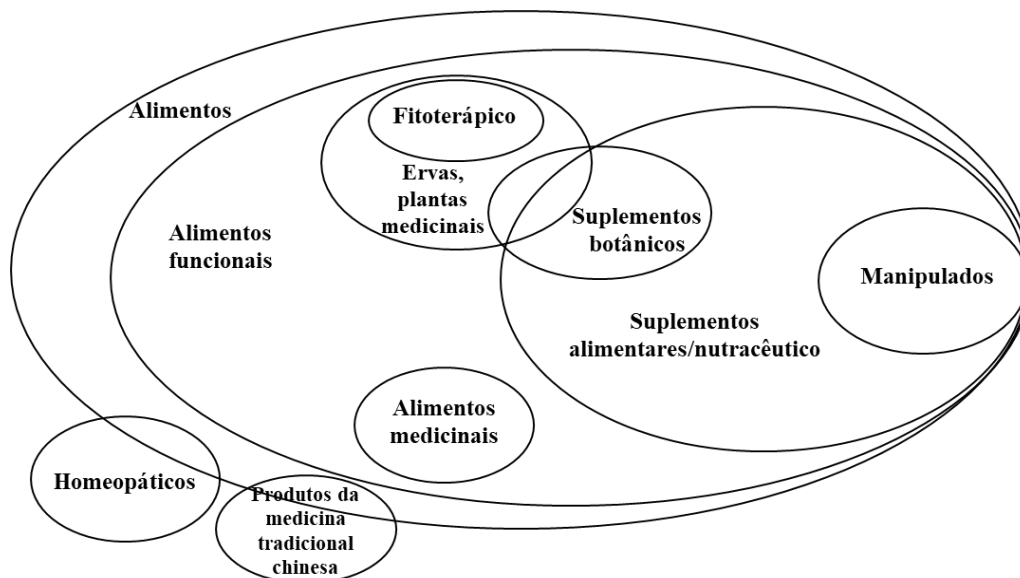 Alimentos
Fitoterápico
Ervas,
plantas
medicinais
Suplementos
botânicos
Alimentos
funcionais
Manipulados
Suplementos
alimentares/nutracêutico
Alimentos
medicinais
Homeopáticos
Produtos da
medicina
tradicional
chinesa